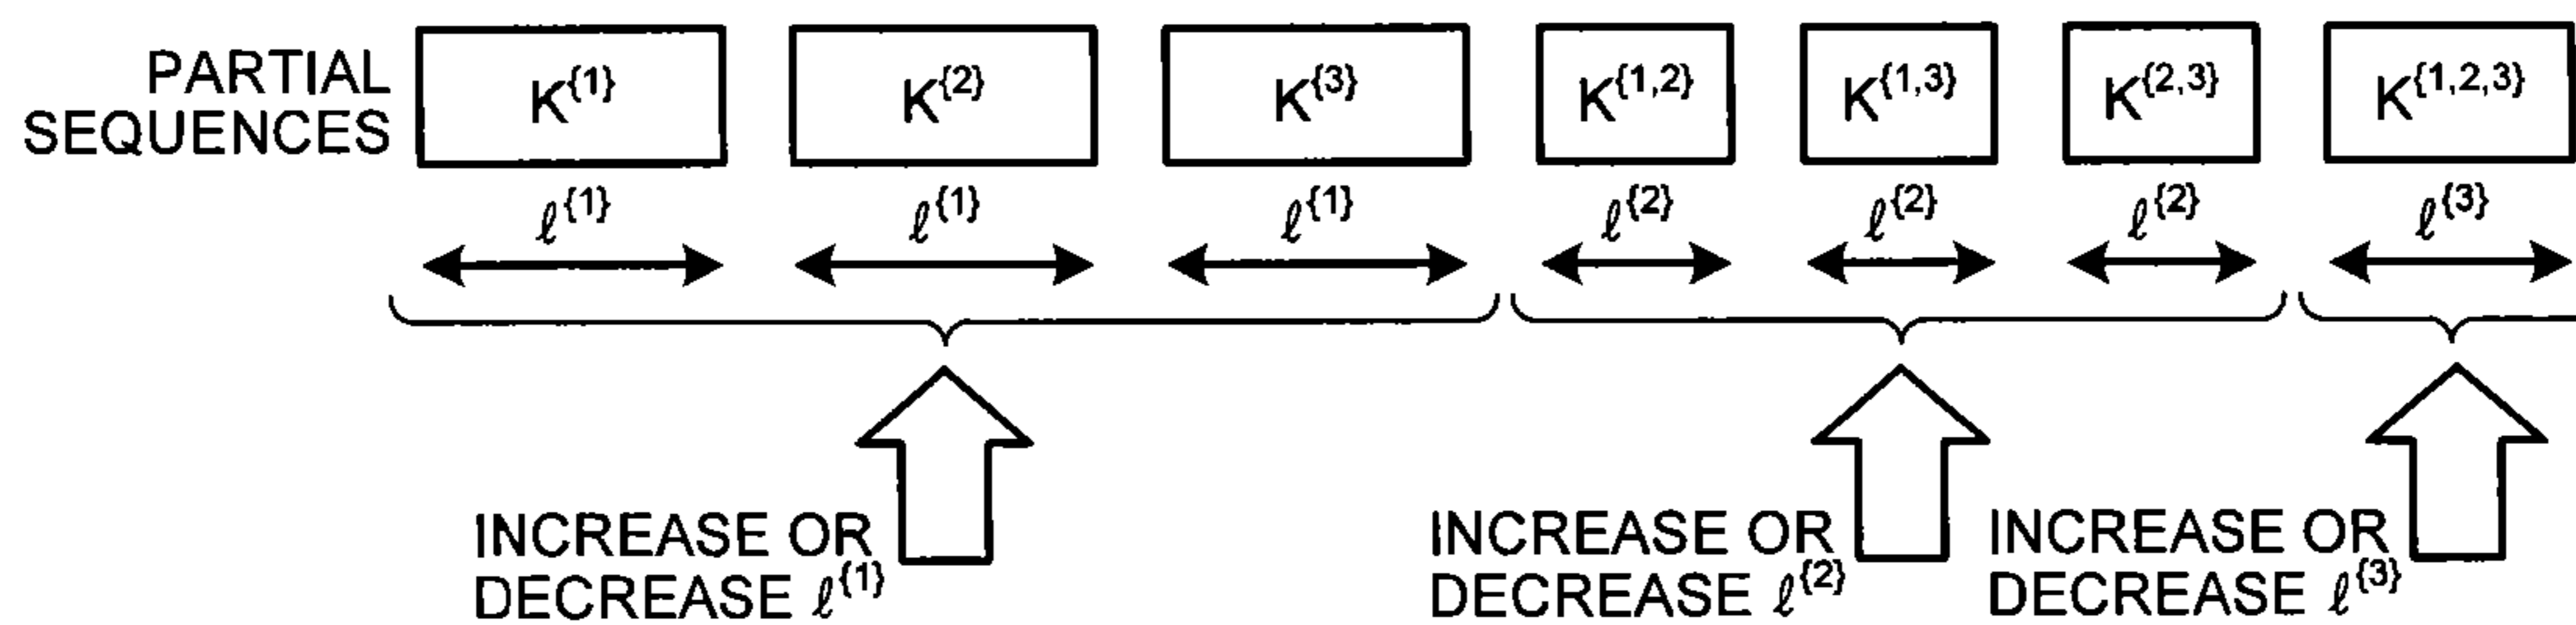 PARTIAL
SEQUENCES
K^{1} K^{2} K^{3} K^{1,2} K^{1,3} K^{2,3} K^{1,2,3}
ℓ^{1} ℓ^{1} ℓ^{1} ℓ^{2} ℓ^{2} ℓ^{2} ℓ^{3}
INCREASE OR
DECREASE ℓ^{1}
INCREASE OR
DECREASE ℓ^{2}
INCREASE OR
DECREASE ℓ^{3}